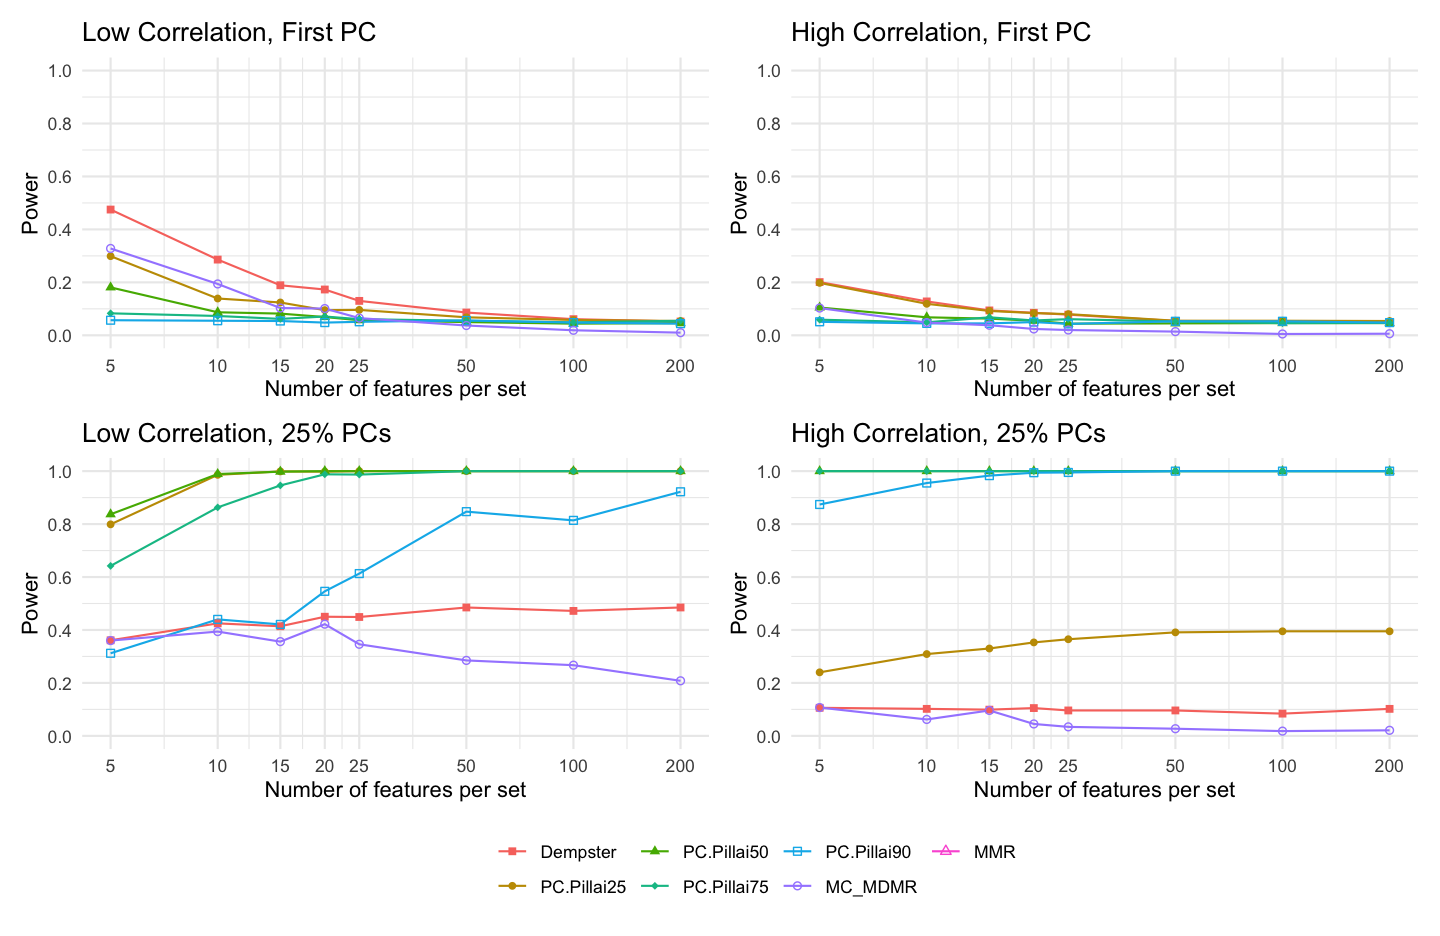 Low Correlation, First PC
High Correlation, First PC
Power
1.0
0.8
0.6
0.4
0.2
0.0
5 10 15 20 25 50 100 200
Number of features per set
Power
1.0
0.8
0.6
0.4
0.2
0.0
5 10 15 20 25 50 100 200
Number of features per set
Low Correlation, 25% PCs
High Correlation, 25% PCs
Power
1.0
0.8
0.6
0.4
0.2
0.0
5 10 15 20 25 50 100 200
Number of features per set
Power
1.0
0.8
0.6
0.4
0.2
0.0
5 10 15 20 25 50 100 200
Number of features per set
Dempster PC.Pillai50 PC.Pillai90 MMR
PC.Pillai25 PC.Pillai75 MC_MDMR